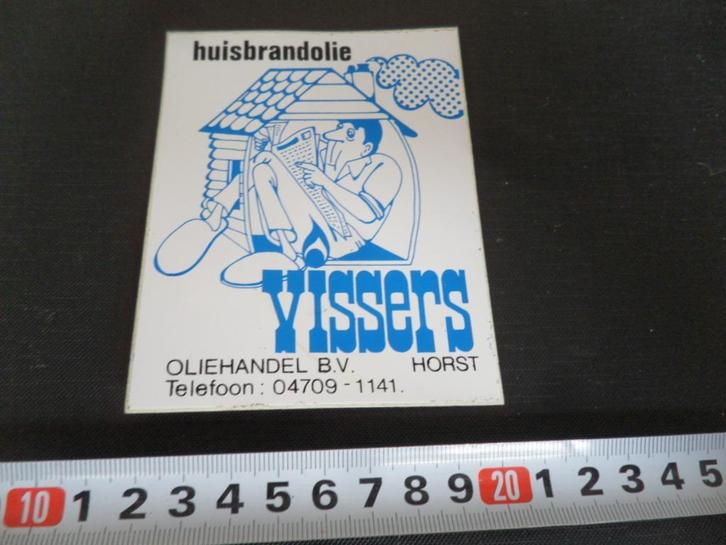 huisbrandolie
vissers
OLIEHANDEL B.V. HORST
Telefoon: 04709-1141.
10 1 2 3 4 5 6 7 8 9 20 1 2 3 4 5